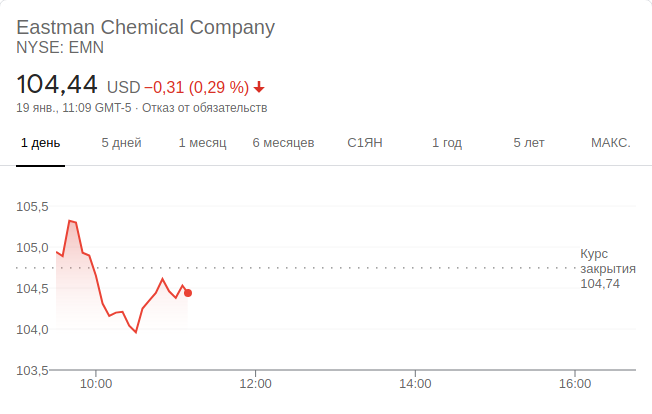 Eastman Chemical Company
NYSE: EMN
104,44 USD −0,31 (0,29 %)
19 янв., 11:09 GMT-5 · Отказ от обязательств
1 день 5 дней 1 месяц 6 месяцев С1ЯН 1 год 5 лет МАКС.
105,5
105,0
Курс
закрытия
104,74
104,5
104,0
103,5
10:00 12:00 14:00 16:00